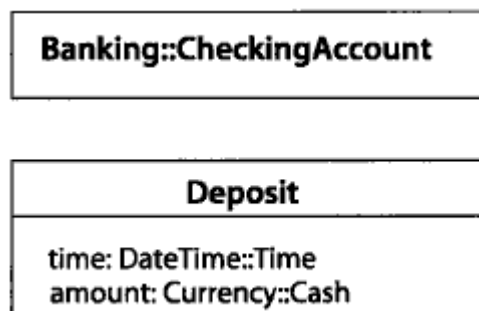 Banking::CheckingAccount
Deposit
time: DateTime::Time
amount: Currency::Cash